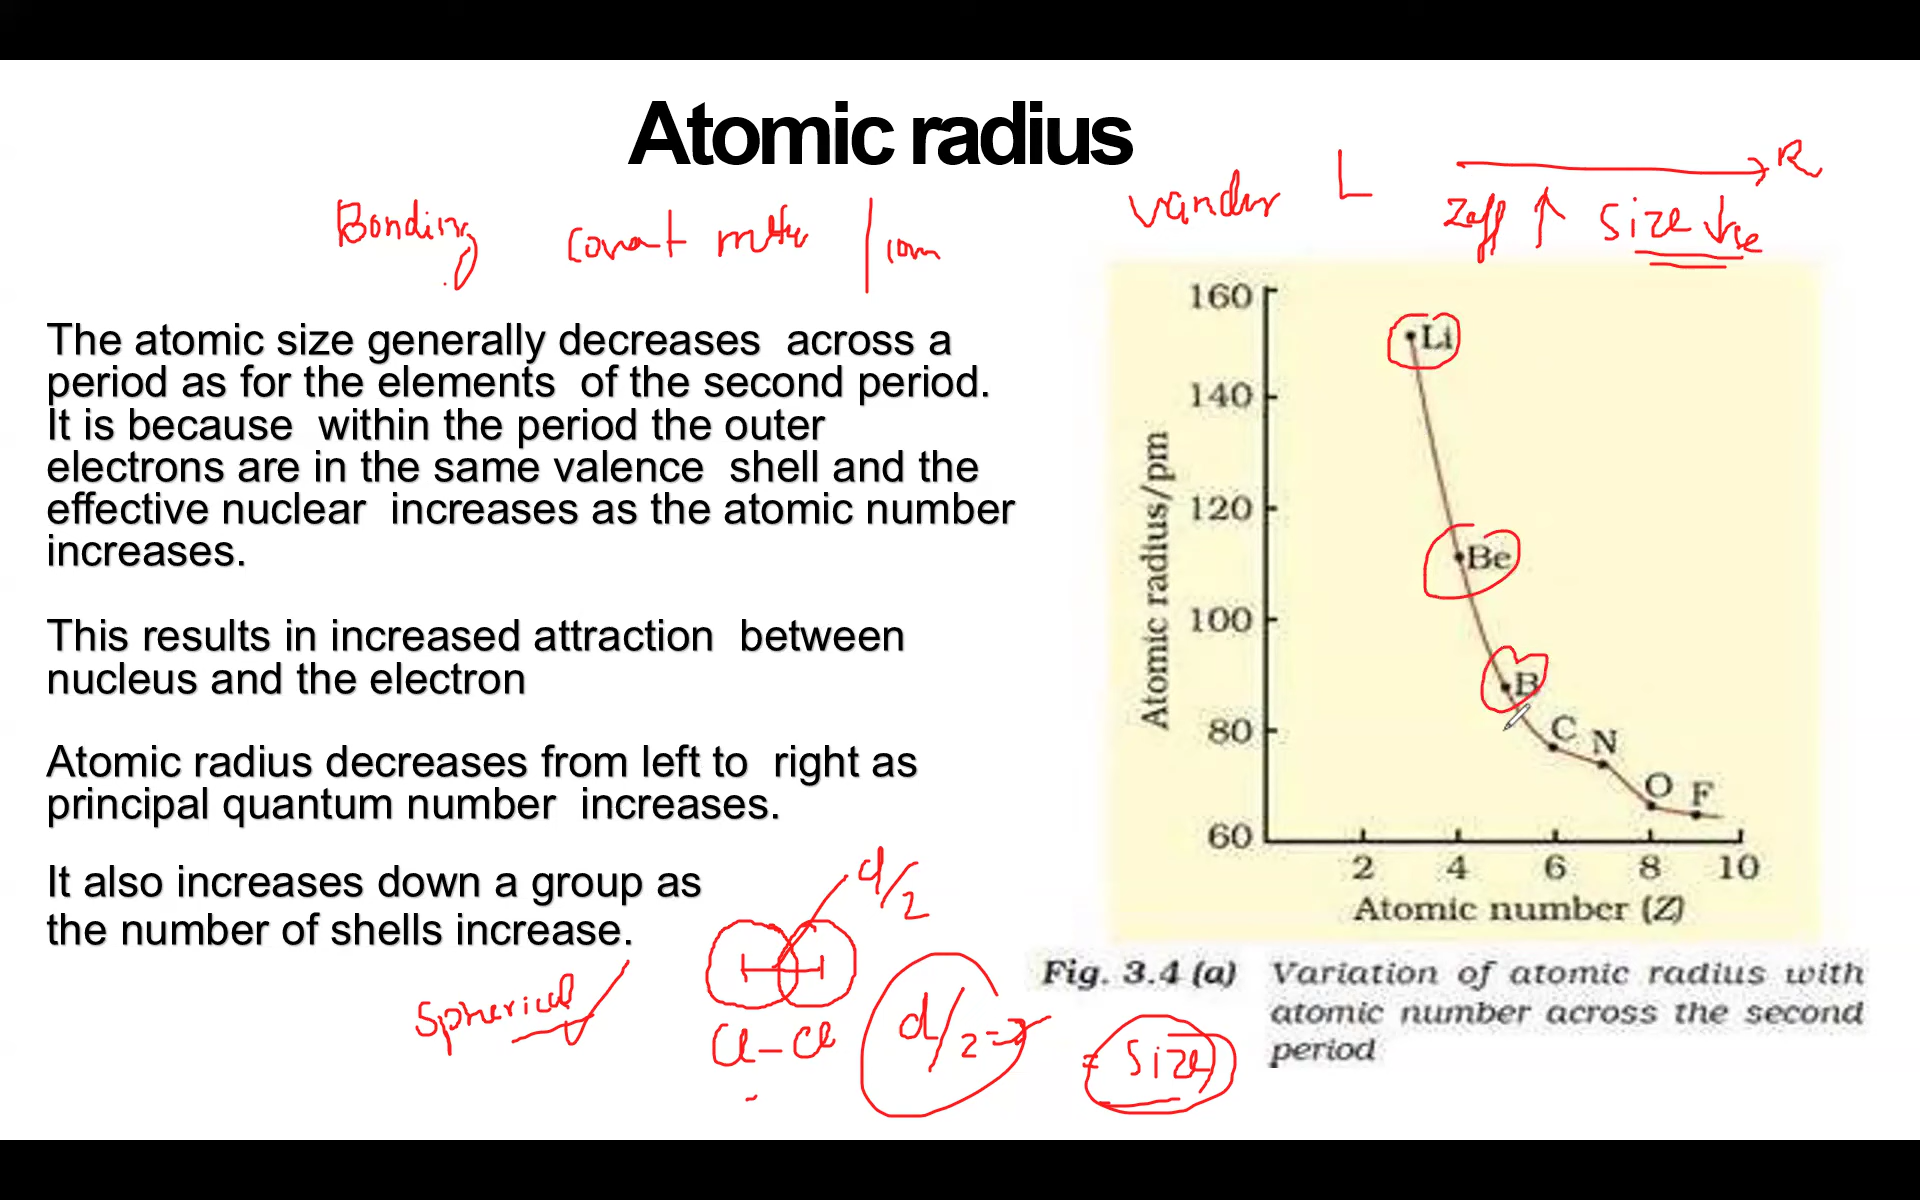 Atomic radius
Bonding
/ 10m
vander
L
R
Zeff ↑ Size ↓se
The atomic size generally decreases across a
period as for the elements of the second period.
It is because within the period the outer
electrons are in the same valence shell and the
effective nuclear increases as the atomic number
increases.
This results in increased attraction between
nucleus and the electron
Atomic radius decreases from left to right as
principal quantum number increases.
It also increases down a group as
the number of shells increase.
Spherical
d/2
Cl-Cl
d/2=r
= Size
160
140
120
100
80
60
Atomic radius/pm
Li
Be
B
C
N
O
F
2 4 6 8 10
Atomic number (Z)
Fig. 3.4 (a) Variation of atomic radius with
atomic number across the second
period